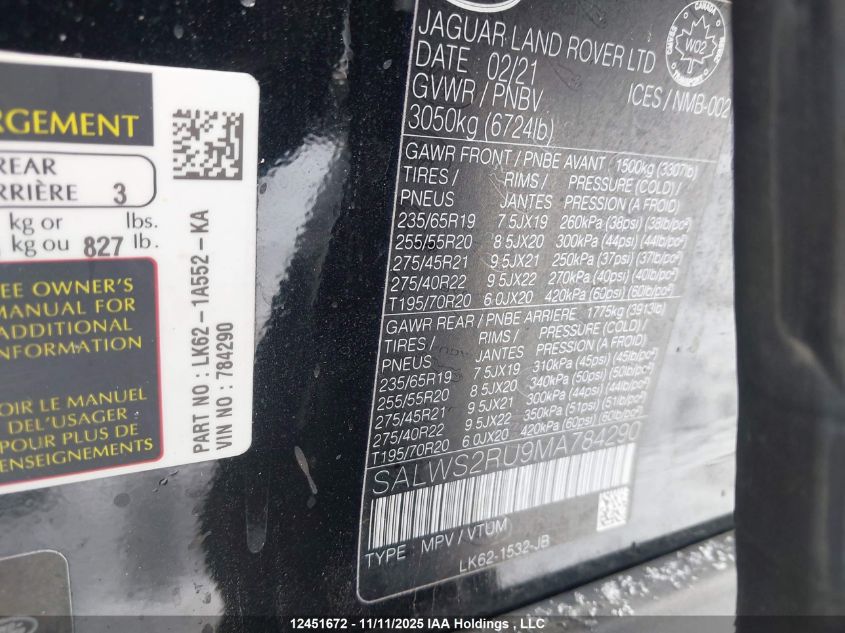 RGEMENT
REAR
RRIÈRE 3
kg or lbs.
kg ou 827 lb.
EE OWNER'S
MANUAL FOR
ADDITIONAL
NFORMATION
OIR LE MANUEL
DEL'USAGER
POUR PLUS DE
ENSEIGNEMENTS
PART NO : LK62 - 1A552 - KA
VIN NO : 784290
JAGUAR LAND ROVER LTD
DATE 02/21
GVWR / PNBV
3050kg (6724lb)
CANADA
W02
ICES / NMB-002
GAWR FRONT / PNBE AVANT 1500kg (3307lb)
TIRES / RIMS / PRESSURE (COLD) /
PNEUS JANTES PRESSION (A FROID)
235/65R19 7.5JX19 260kPa (38psi) (38lb/po²)
255/55R20 8.5JX20 300kPa (44psi) (44lb/po²)
275/45R21 9.5JX21 250kPa (37psi) (37lb/po²)
275/40R22 9.5JX22 270kPa (40psi) (40lb/po²)
T195/70R20 6.0JX20 420kPa (60psi) (60lb/po²)
GAWR REAR / PNBE ARRIERE 1775kg (3913lb)
TIRES / RIMS / PRESSURE (COLD) /
PNEUS JANTES PRESSION (A FROID)
235/65R19 7.5JX19 310kPa (45psi) (45lb/po²)
255/55R20 8.5JX20 340kPa (50psi) (50lb/po²)
275/45R21 9.5JX21 300kPa (44psi) (44lb/po²)
275/40R22 9.5JX22 350kPa (51psi) (51lb/po²)
T195/70R20 6.0JX20 420kPa (60psi) (60lb/po²)
SALWS2RU9MA784290
TYPE MPV / VTUM
LK62-1532-JB
12451672 - 11/11/2025 IAA Holdings , LLC